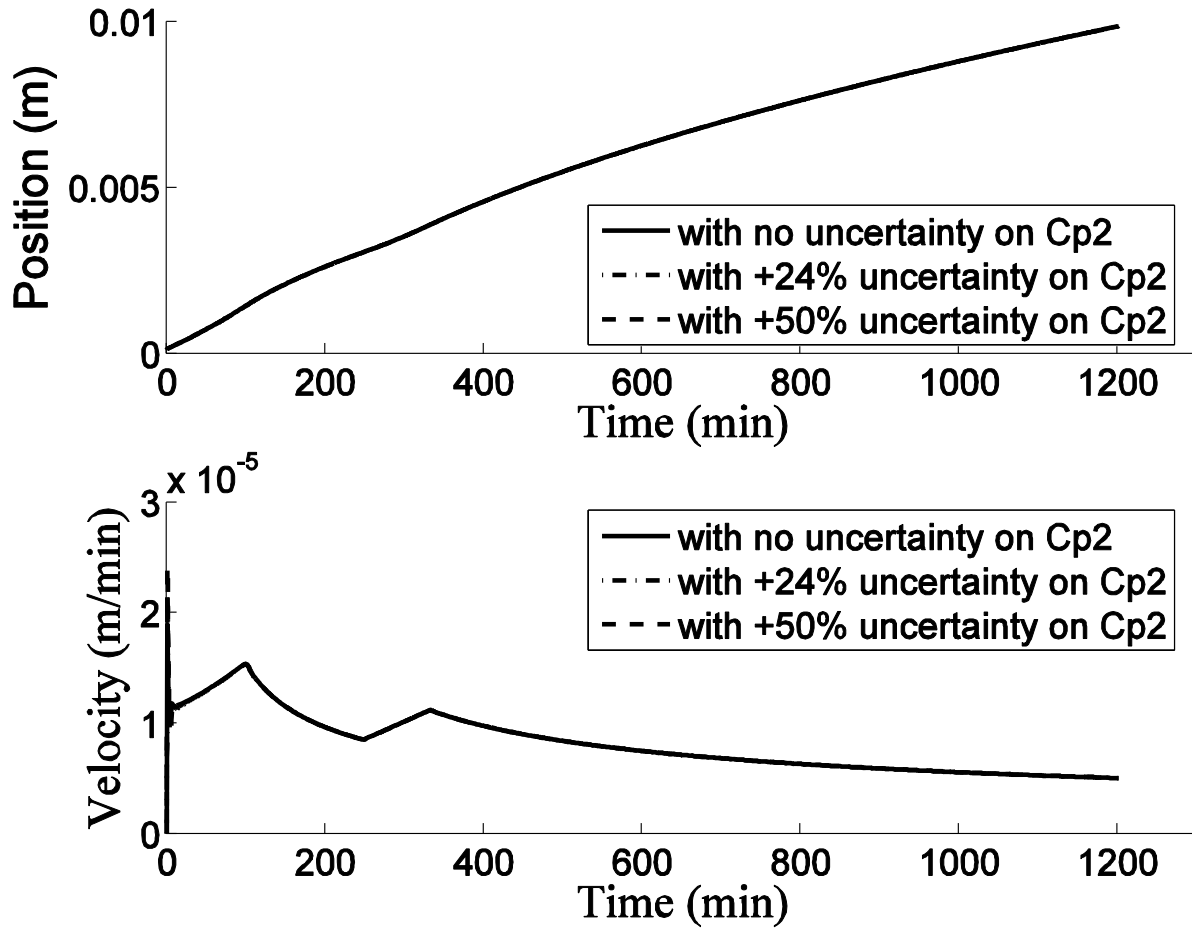 0.01
0.005
0
Position (m)
with no uncertainty on Cp2
with +24% uncertainty on Cp2
with +50% uncertainty on Cp2
0 200 400 600 800 1000 1200
Time (min)
x 10-5
3
2
1
0
Velocity (m/min)
with no uncertainty on Cp2
with +24% uncertainty on Cp2
with +50% uncertainty on Cp2
0 200 400 600 800 1000 1200
Time (min)